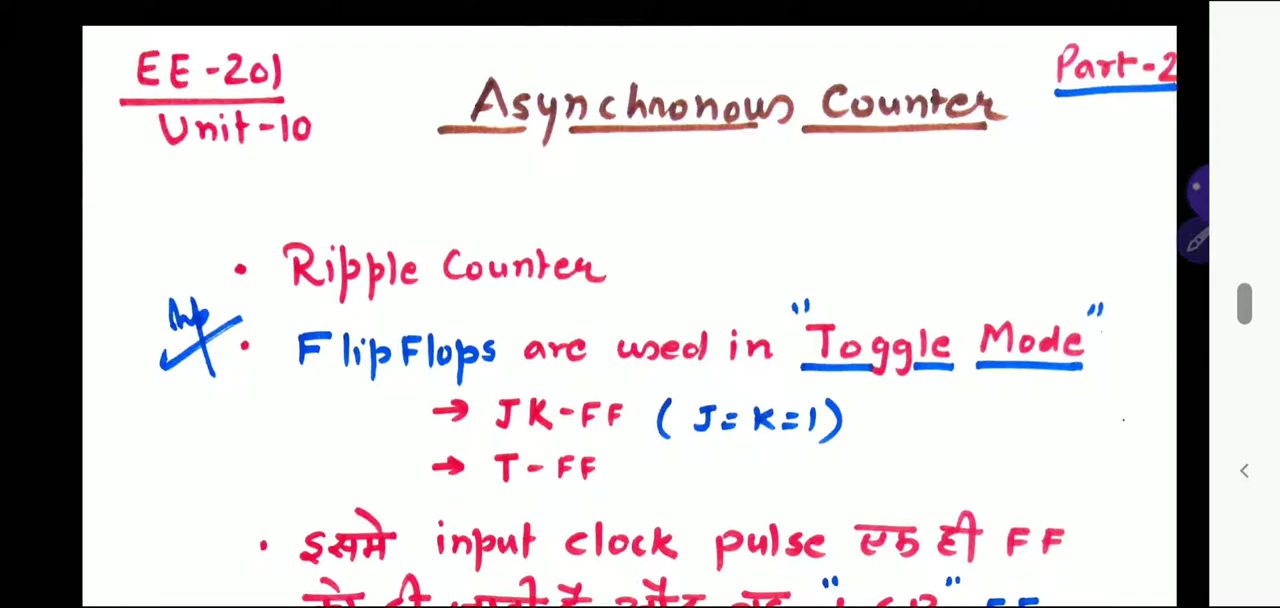 EE-201
Unit-10
Asynchronous Counter
Part-2
• Ripple Counter
Imp
• FlipFlops are used in "Toggle Mode"
→ JK-FF (J=K=1)
→ T-FF
• इसमे input clock pulse एक ही FF